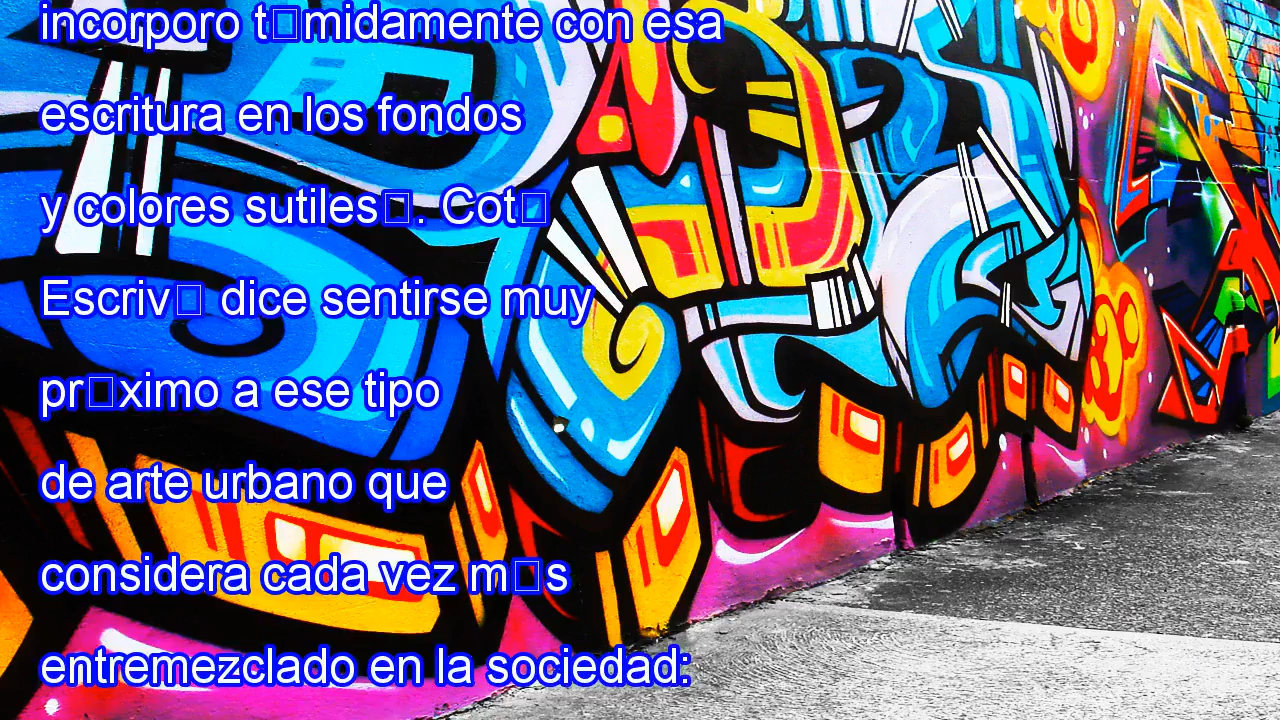 incorporo t□midamente con esa
escritura en los fondos
y colores sutiles□. Cot□
Escriv□ dice sentirse muy
pr□ximo a ese tipo
de arte urbano que
considera cada vez m□s
entremezclado en la sociedad: